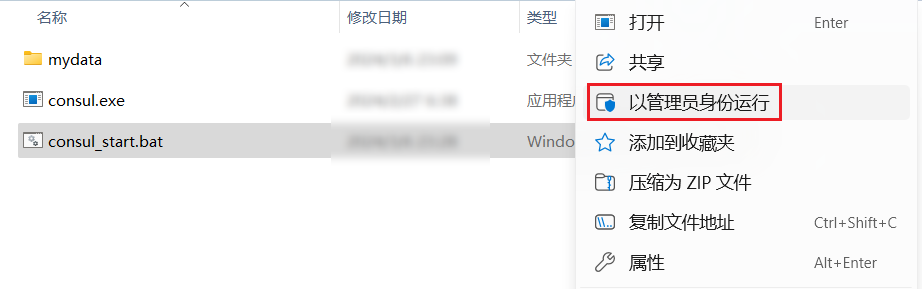 名称 修改日期 类型
mydata 文件夹
consul.exe 应用程
consul_start.bat Windo
打开 Enter
共享
以管理员身份运行
添加到收藏夹
压缩为 ZIP 文件
复制文件地址 Ctrl+Shift+C
属性 Alt+Enter